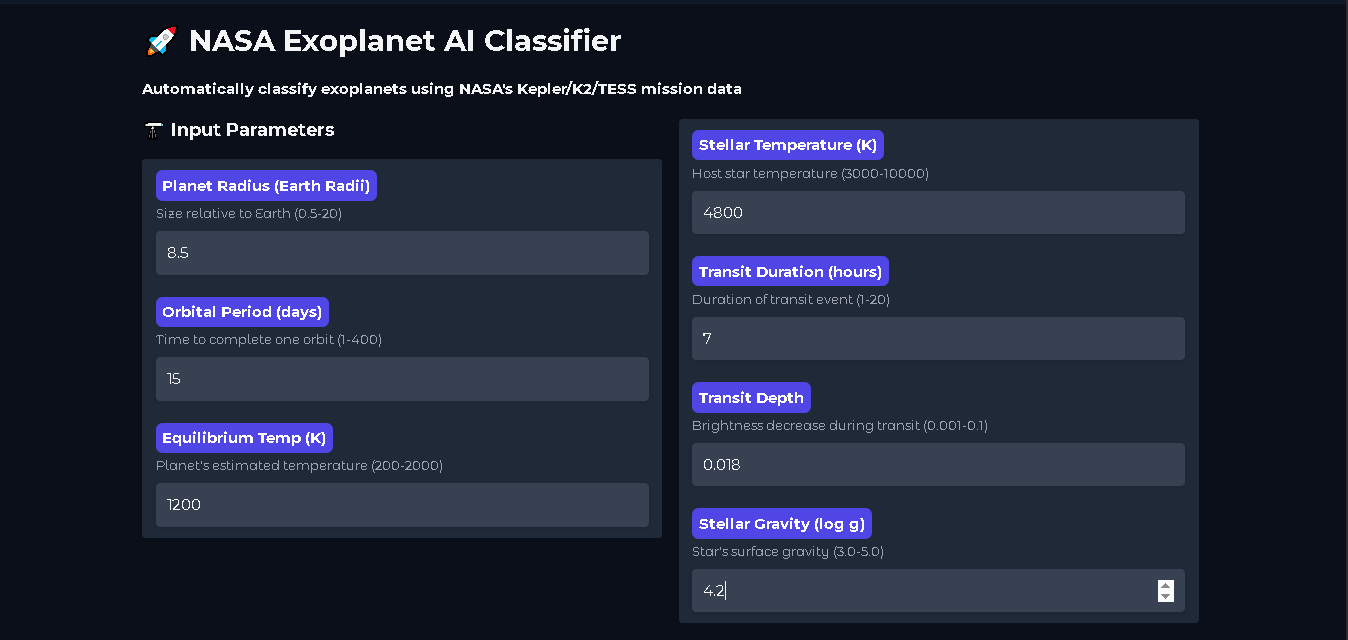 🚀 NASA Exoplanet AI Classifier
Automatically classify exoplanets using NASA's Kepler/K2/TESS mission data
Input Parameters
Planet Radius (Earth Radii)
Size relative to Earth (0.5-20)
8.5
Orbital Period (days)
Time to complete one orbit (1-400)
15
Equilibrium Temp (K)
Planet's estimated temperature (200-2000)
1200
Stellar Temperature (K)
Host star temperature (3000-10000)
4800
Transit Duration (hours)
Duration of transit event (1-20)
7
Transit Depth
Brightness decrease during transit (0.001-0.1)
0.018
Stellar Gravity (log g)
Star's surface gravity (3.0-5.0)
4.2